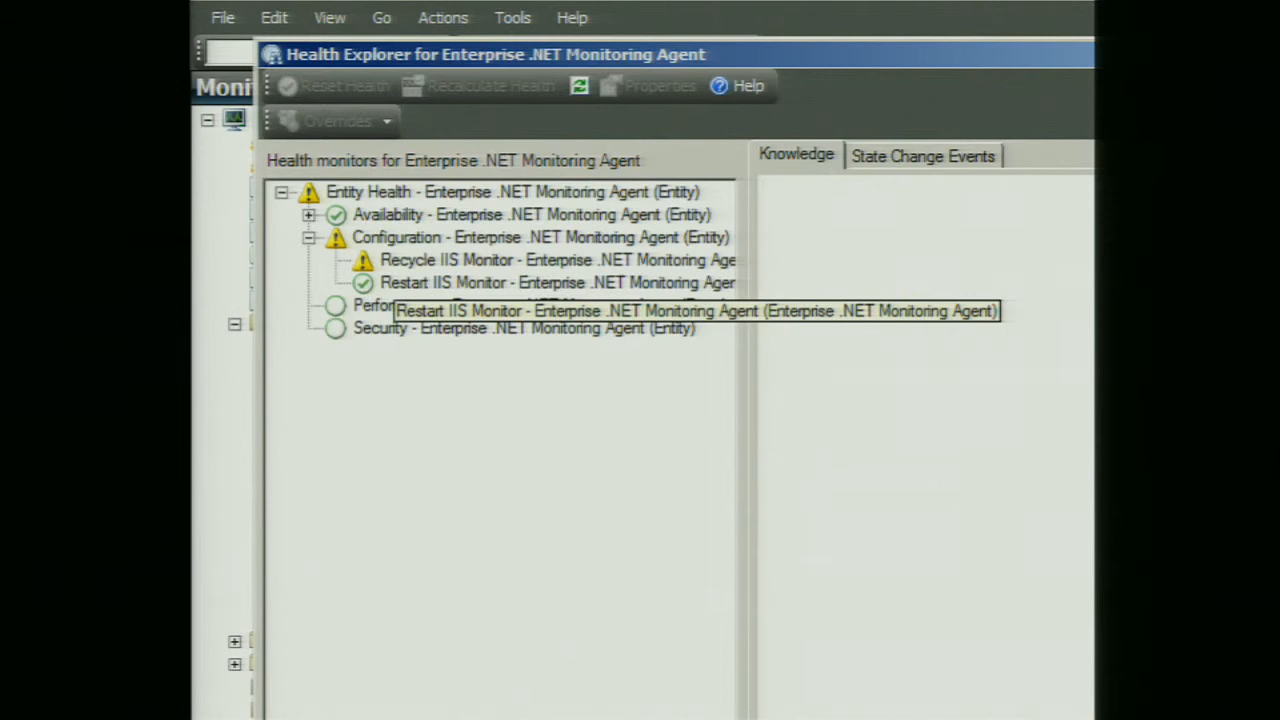 File Edit View Go Actions Tools Help
Health Explorer for Enterprise .NET Monitoring Agent
Reset Health Recalculate Health Properties Help
Moni
Overrides
Health monitors for Enterprise .NET Monitoring Agent
Knowledge State Change Events
Entity Health - Enterprise .NET Monitoring Agent (Entity)
Availability - Enterprise .NET Monitoring Agent (Entity)
Configuration - Enterprise .NET Monitoring Agent (Entity)
Recycle IIS Monitor - Enterprise .NET Monitoring Age
Restart IIS Monitor - Enterprise .NET Monitoring Ager
Perfor
Restart IIS Monitor - Enterprise .NET Monitoring Agent (Enterprise .NET Monitoring Agent)
Security - Enterprise .NET Monitoring Agent (Entity)